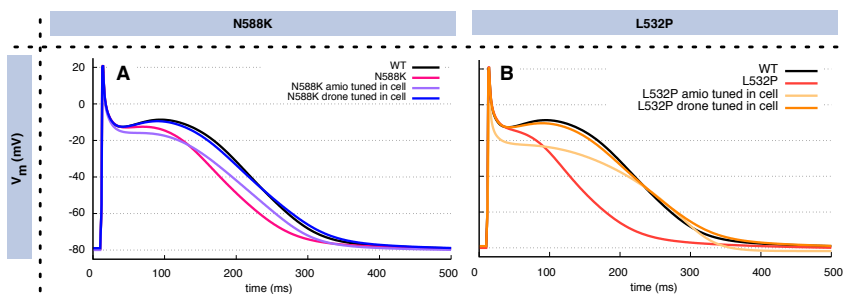 N588K
L532P
V_m (mV)
A
WT
N588K
N588K amio tuned in cell
N588K drone tuned in cell
20
0
-20
-40
-60
-80
0
100
200
300
400
500
time (ms)
B
WT
L532P
L532P amio tuned in cell
L532P drone tuned in cell
0
100
200
300
400
500
time (ms)